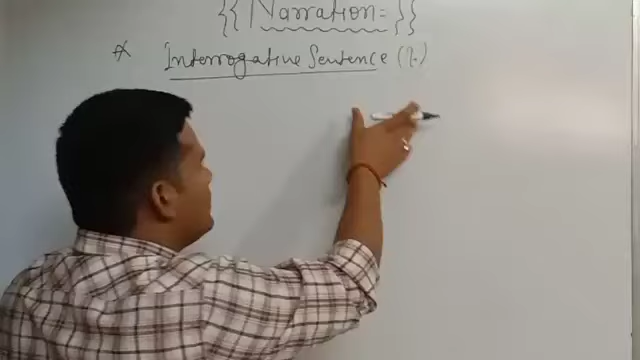 {{ Narration = }}
* Interrogative Sentence (?)